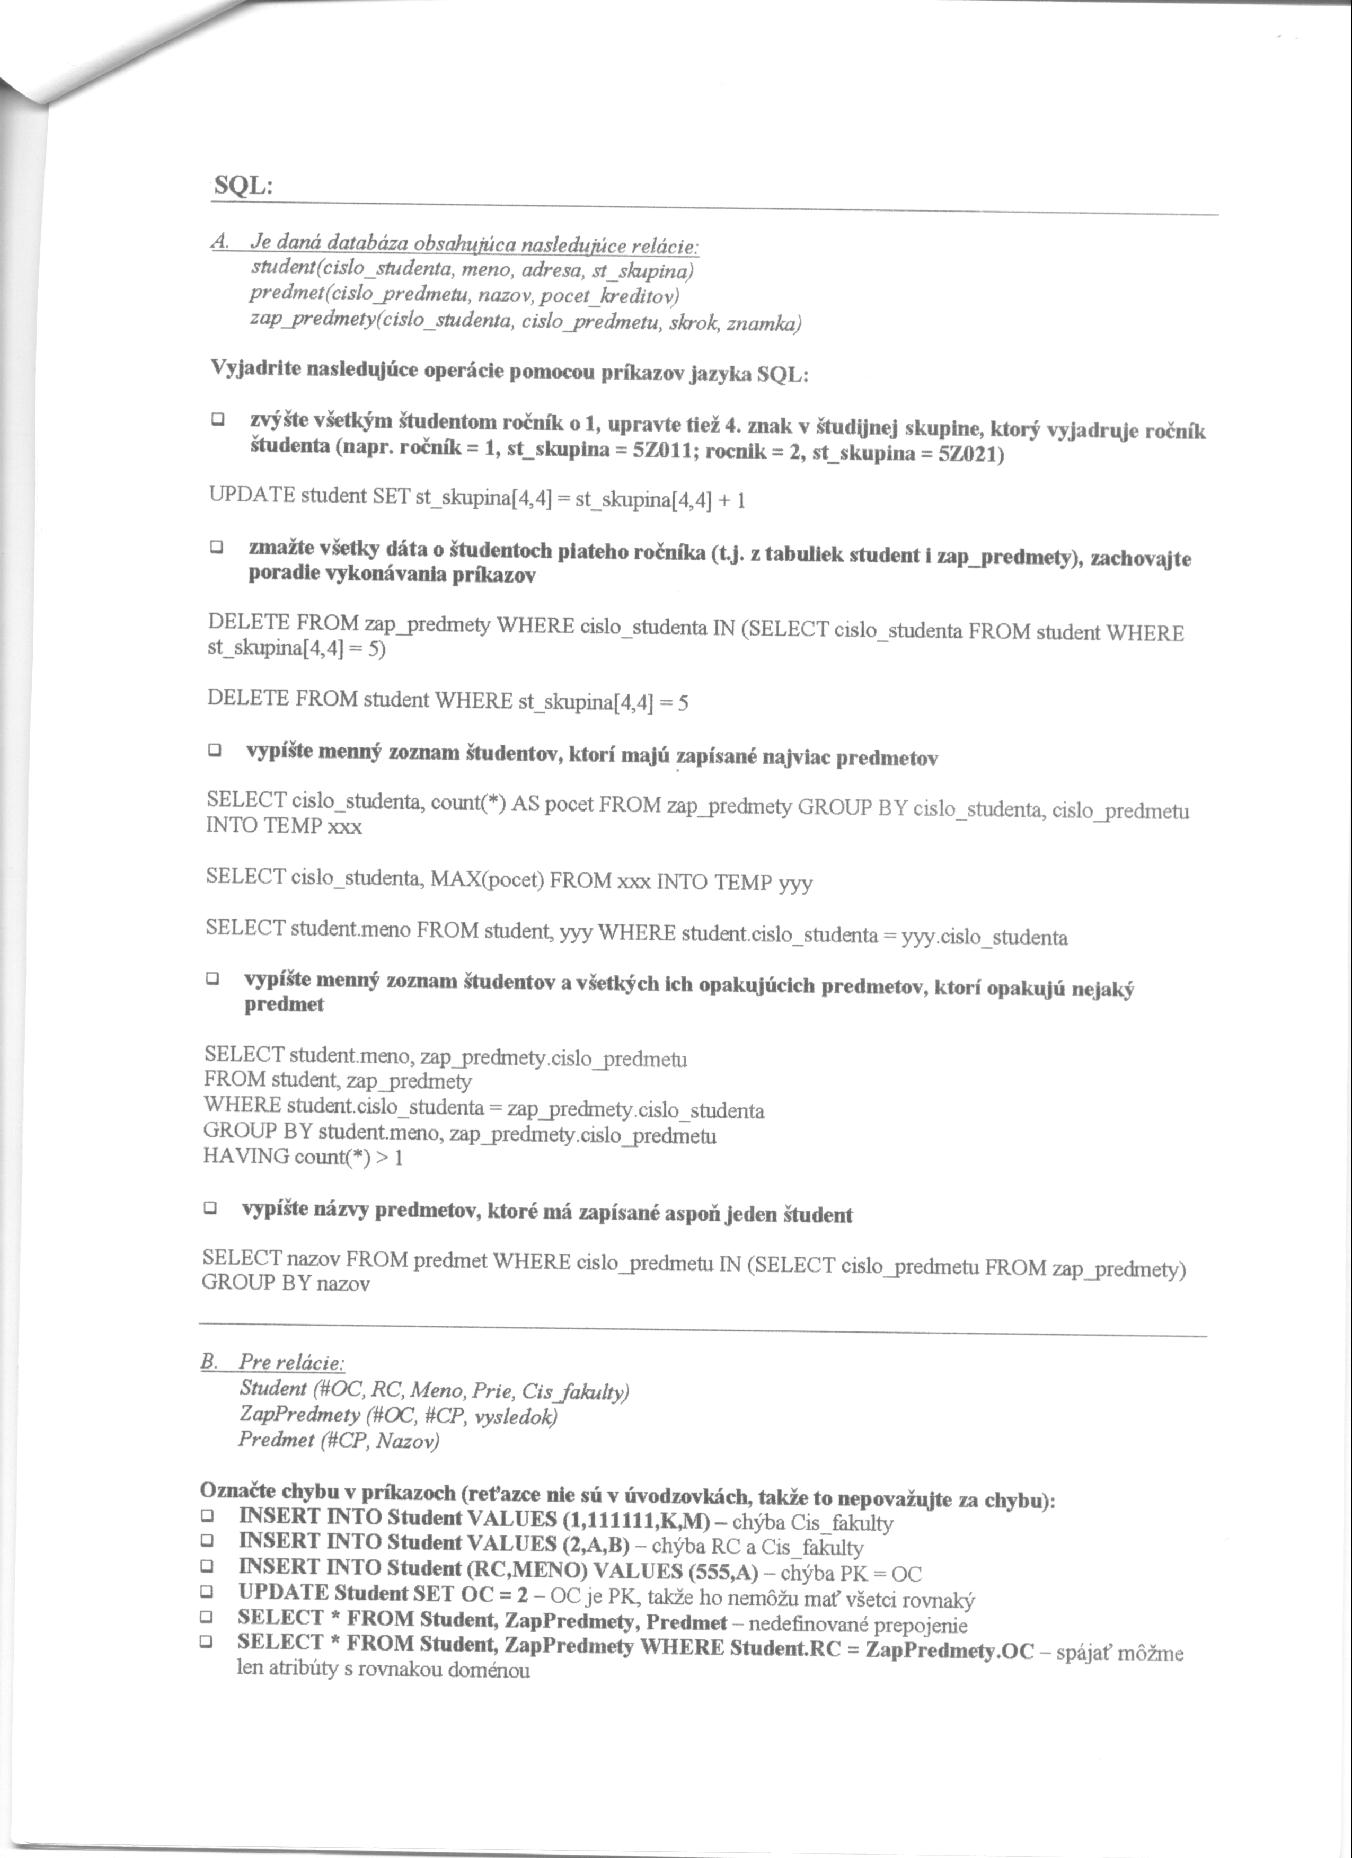 SQL:
A. Je daná databáza obsahujúca nasledujúce relácie:
student(cislo_studenta, meno, adresa, st_skupina)
predmet(cislo_predmetu, nazov, pocet_kreditov)
zap_predmety(cislo_studenta, cislo_predmetu, skrok, znamka)
Vyjadrite nasledujúce operácie pomocou príkazov jazyka SQL:
❑ zvýšte všetkým študentom ročník o 1, upravte tiež 4. znak v študijnej skupine, ktorý vyjadruje ročník
študenta (napr. ročník = 1, st_skupina = 5Z011; rocnik = 2, st_skupina = 5Z021)
UPDATE student SET st_skupina[4,4] = st_skupina[4,4] + 1
❑ zmažte všetky dáta o študentoch piateho ročníka (t.j. z tabuliek student i zap_predmety), zachovajte
poradie vykonávania príkazov
DELETE FROM zap_predmety WHERE cislo_studenta IN (SELECT cislo_studenta FROM student WHERE
st_skupina[4,4] = 5)
DELETE FROM student WHERE st_skupina[4,4] = 5
❑ vypíšte menný zoznam študentov, ktorí majú zapísané najviac predmetov
SELECT cislo_studenta, count(*) AS pocet FROM zap_predmety GROUP BY cislo_studenta, cislo_predmetu
INTO TEMP xxx
SELECT cislo_studenta, MAX(pocet) FROM xxx INTO TEMP yyy
SELECT student.meno FROM student, yyy WHERE student.cislo_studenta = yyy.cislo_studenta
❑ vypíšte menný zoznam študentov a všetkých ich opakujúcich predmetov, ktorí opakujú nejaký
predmet
SELECT student.meno, zap_predmety.cislo_predmetu
FROM student, zap_predmety
WHERE student.cislo_studenta = zap_predmety.cislo_studenta
GROUP BY student.meno, zap_predmety.cislo_predmetu
HAVING count(*) > 1
❑ vypíšte názvy predmetov, ktoré má zapísané aspoň jeden študent
SELECT nazov FROM predmet WHERE cislo_predmetu IN (SELECT cislo_predmetu FROM zap_predmety)
GROUP BY nazov
B. Pre relácie:
Student (#OC, RC, Meno, Prie, Cis_fakulty)
ZapPredmety (#OC, #CP, vysledok)
Predmet (#CP, Nazov)
Označte chybu v príkazoch (reťazce nie sú v úvodzovkách, takže to nepovažujte za chybu):
❑ INSERT INTO Student VALUES (1,111111,K,M) – chýba Cis_fakulty
❑ INSERT INTO Student VALUES (2,A,B) – chýba RC a Cis_fakulty
❑ INSERT INTO Student (RC,MENO) VALUES (555,A) – chýba PK = OC
❑ UPDATE Student SET OC = 2 – OC je PK, takže ho nemôžu mať všetci rovnaký
❑ SELECT * FROM Student, ZapPredmety, Predmet – nedefinované prepojenie
❑ SELECT * FROM Student, ZapPredmety WHERE Student.RC = ZapPredmety.OC – spájať môžme
len atribúty s rovnakou doménou